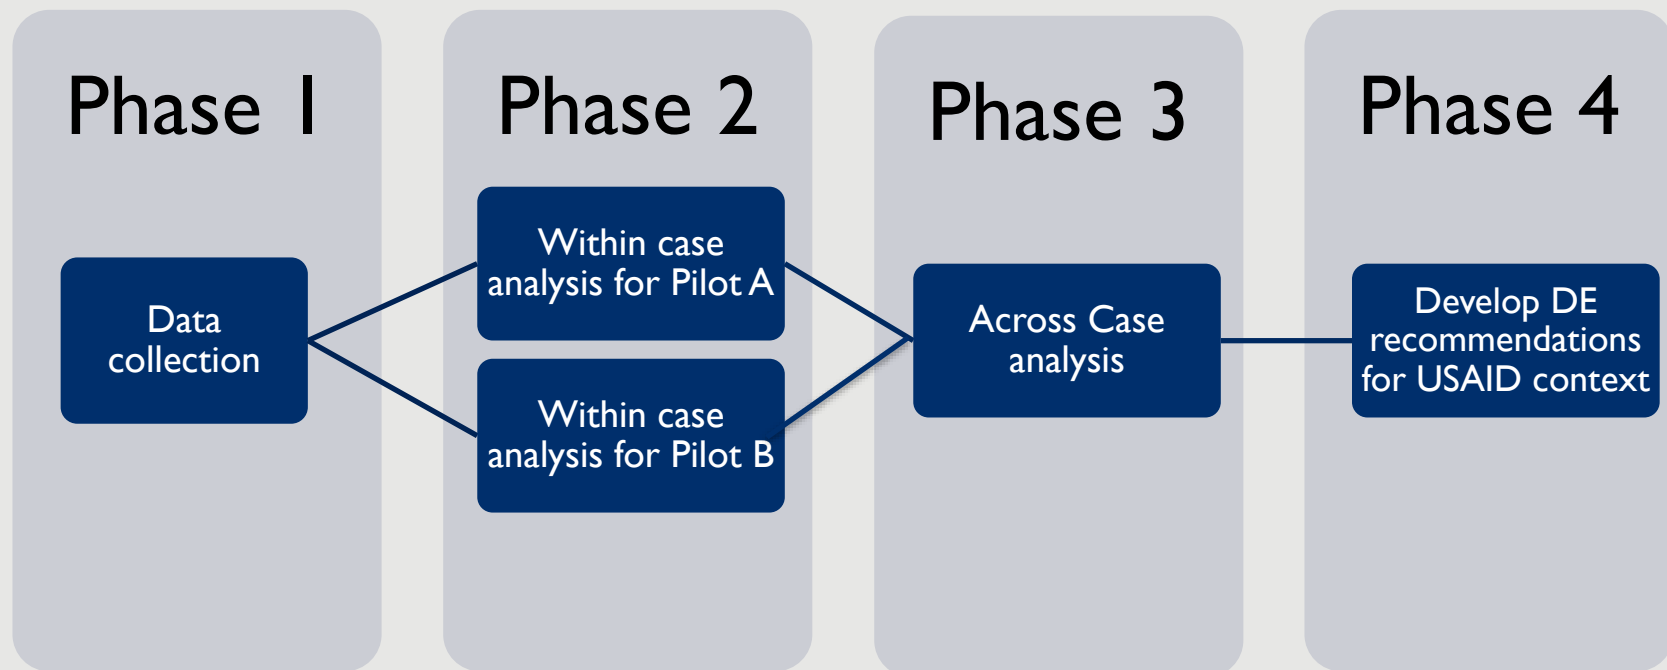 Phase 1
Data
collection
Phase 2
Within case
analysis for Pilot A
Within case
analysis for Pilot B
Phase 3
Across Case
analysis
Phase 4
Develop DE
recommendations
for USAID context